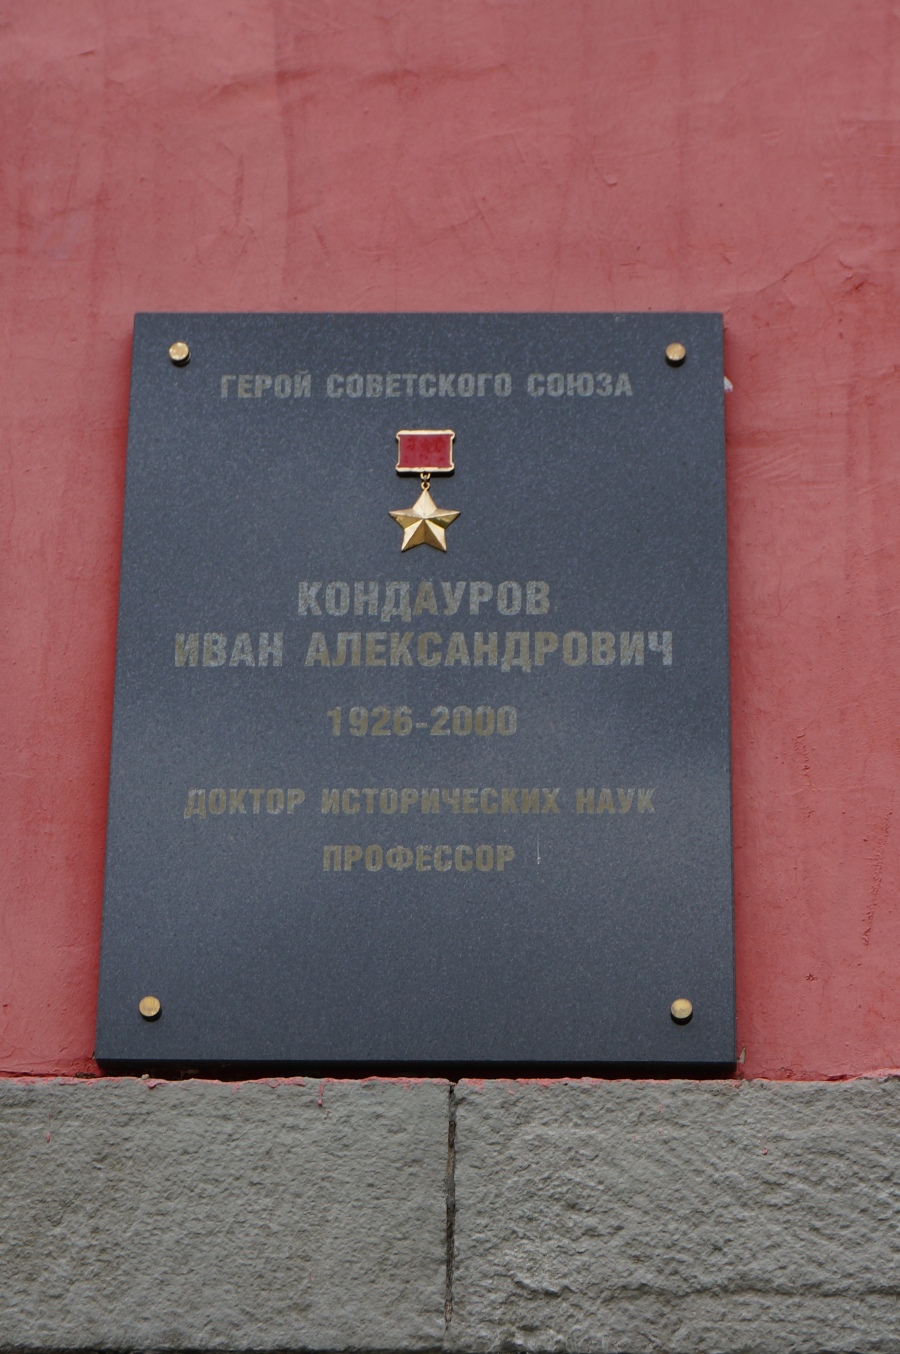 ГЕРОЙ СОВЕТСКОГО СОЮЗА
КОНДАУРОВ
ИВАН АЛЕКСАНДРОВИЧ
1926-2000
ДОКТОР ИСТОРИЧЕСКИХ НАУК
ПРОФЕССОР